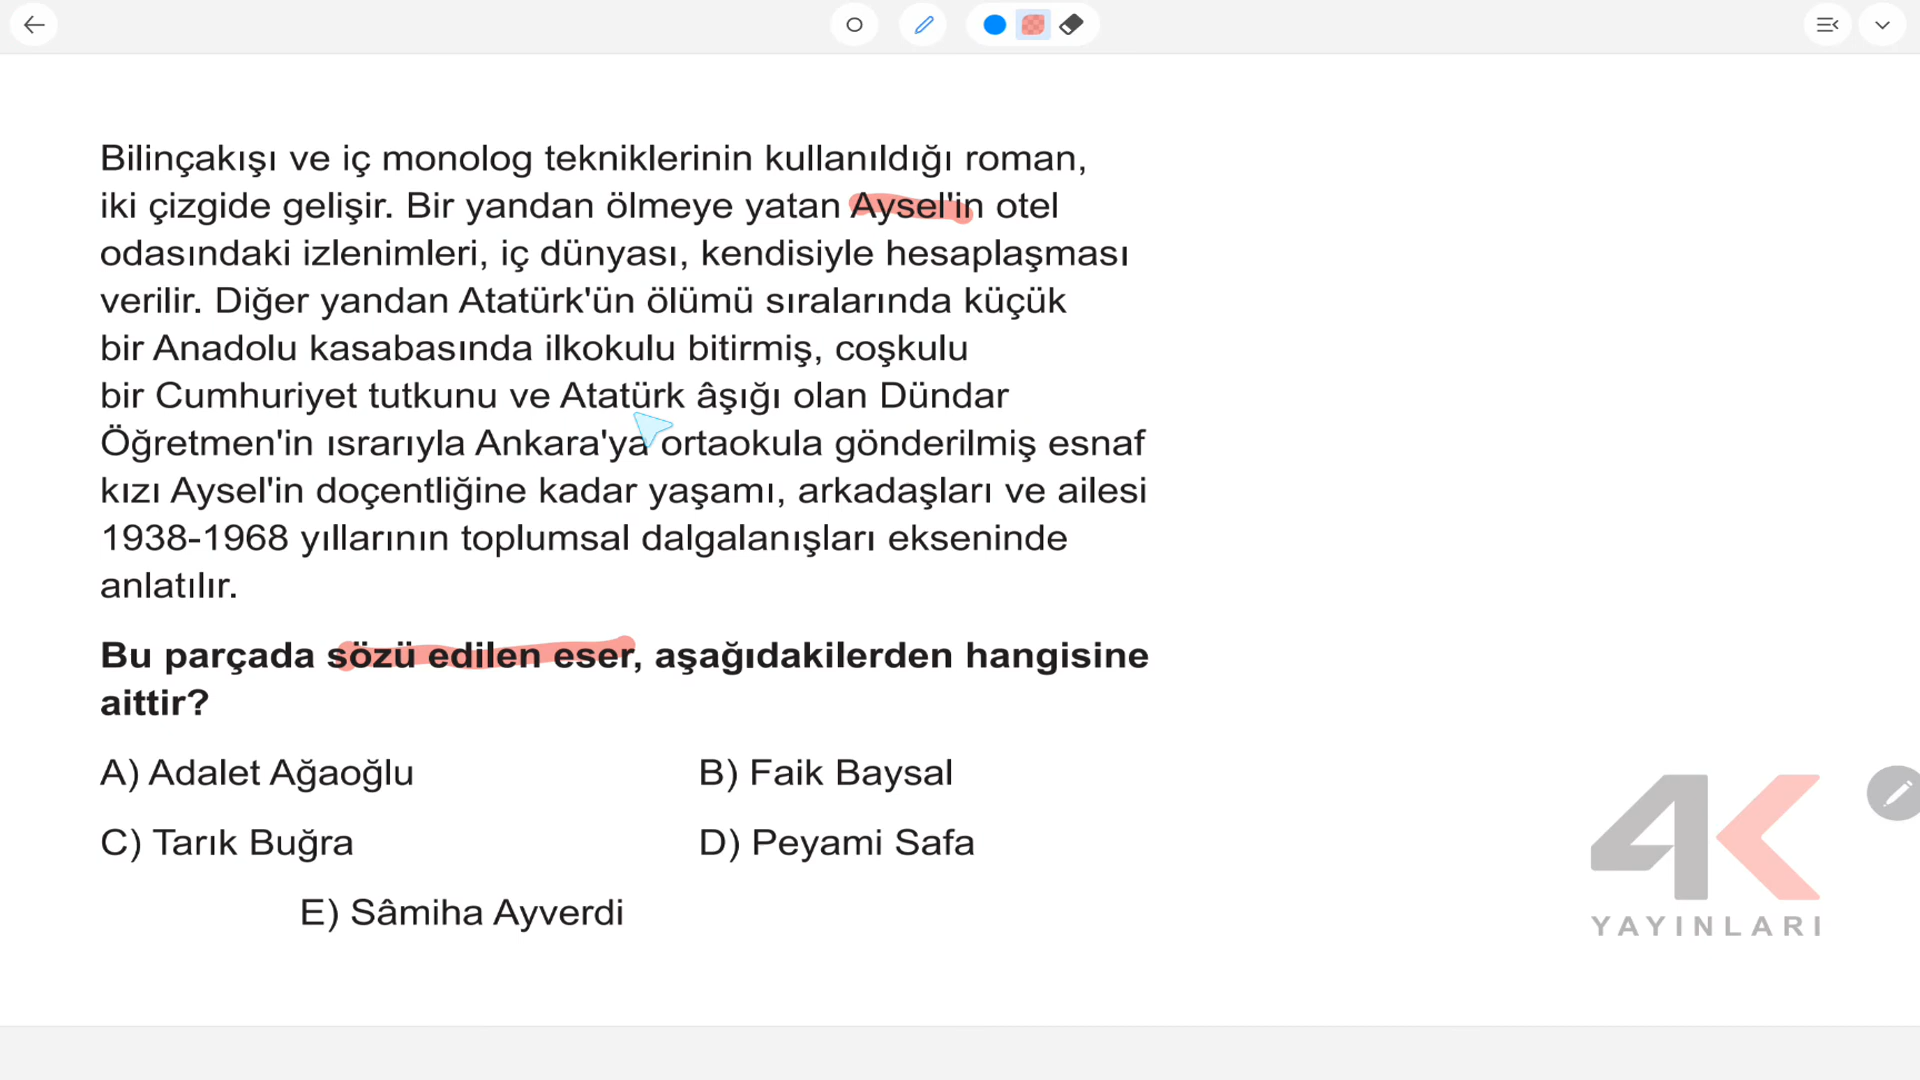 Bilinçakışı ve iç monolog tekniklerinin kullanıldığı roman,
iki çizgide gelişir. Bir yandan ölmeye yatan Aysel'in otel
odasındaki izlenimleri, iç dünyası, kendisiyle hesaplaşması
verilir. Diğer yandan Atatürk'ün ölümü sıralarında küçük
bir Anadolu kasabasında ilkokulu bitirmiş, coşkulu
bir Cumhuriyet tutkunu ve Atatürk âşığı olan Dündar
Öğretmen'in ısrarıyla Ankara'ya ortaokula gönderilmiş esnaf
kızı Aysel'in doçentliğine kadar yaşamı, arkadaşları ve ailesi
1938-1968 yıllarının toplumsal dalgalanışları ekseninde
anlatılır.
Bu parçada sözü edilen eser, aşağıdakilerden hangisine
aittir?
A) Adalet Ağaoğlu B) Faik Baysal
C) Tarık Buğra D) Peyami Safa
E) Sâmiha Ayverdi
4K
YAYINLARI